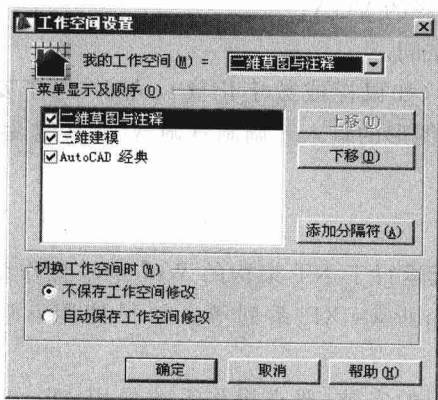 工作空间设置
我的工作空间(M) = 二维草图与注释
菜单显示及顺序(O)
二维草图与注释
三维建模
AutoCAD 经典
上移(U)
下移(D)
添加分隔符(A)
切换工作空间时(W)
不保存工作空间修改
自动保存工作空间修改
确定
取消
帮助(H)